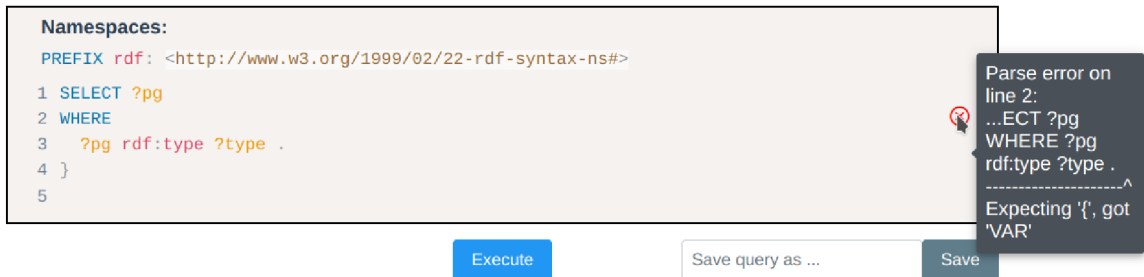 Namespaces:
PREFIX rdf: <http://www.w3.org/1999/02/22-rdf-syntax-ns#>
1 SELECT ?pg
2 WHERE
3 ?pg rdf:type ?type .
4 }
5
Parse error on
line 2:
...ECT ?pg
WHERE ?pg
rdf:type ?type .
---------------------^
Expecting '{', got
'VAR'
Execute
Save query as ...
Save